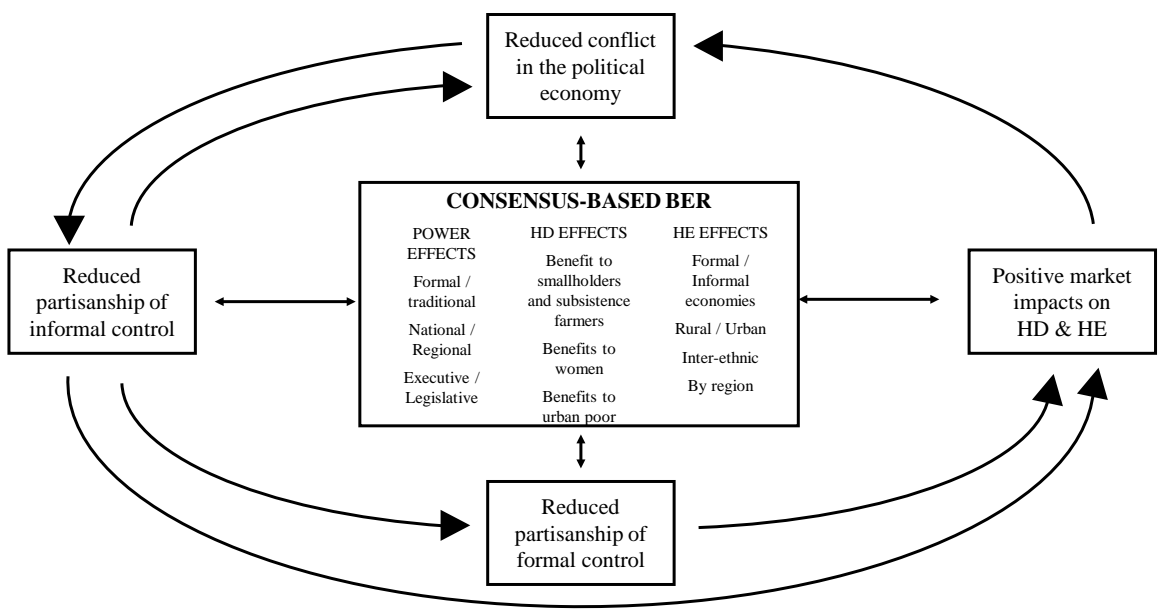 Reduced conflict
in the political
economy
CONSENSUS-BASED BER
POWER
EFFECTS
Formal /
traditional
National /
Regional
Executive /
Legislative
HD EFFECTS
Benefit to
smallholders
and subsistence
farmers
Benefits to
women
Benefits to
urban poor
HE EFFECTS
Formal /
Informal
economies
Rural / Urban
Inter-ethnic
By region
Reduced
partisanship of
informal control
Positive market
impacts on
HD & HE
Reduced
partisanship of
formal control